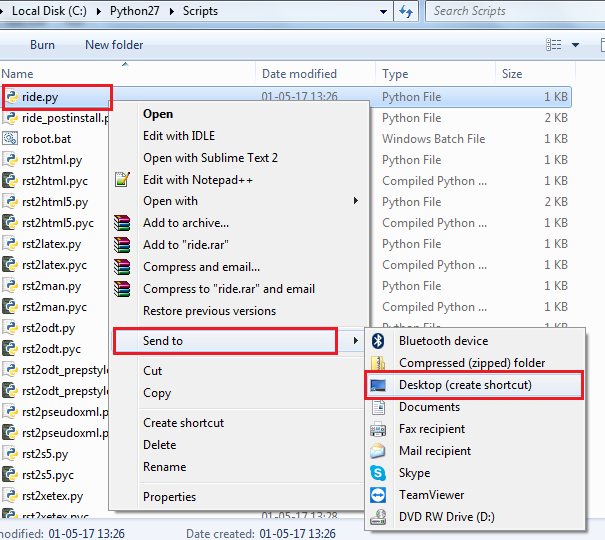 Local Disk (C:) Python27 Scripts
Search Scripts
Burn New folder
Name Date modified Type Size
ride.py 01-05-17 13:26 Python File 1 KB
ride_postinstall.p Python File 1 KB
robot.bat Windows Batch File 1 KB
rst2html.py Python File 1 KB
rst2html.pyc Compiled Python ... 1 KB
rst2html5.py Python File 1 KB
rst2html5.pyc Compiled Python ... 1 KB
rst2latex.py Python File 1 KB
rst2latex.pyc Compiled Python ... 1 KB
rst2man.py Python File 1 KB
rst2man.pyc Compiled Python ... 1 KB
rst2odt.py
rst2odt.pyc
rst2odt_prepstyle
rst2odt_prepstyle
rst2pseudoxml.p
rst2pseudoxml.p
rst2s5.py
rst2s5.pyc
rst2xetex.py
Open
Edit with IDLE
Open with Sublime Text 2
Edit with Notepad++
Open with
Add to archive...
Add to "ride.rar"
Compress and email...
Compress to "ride.rar" and email
Restore previous versions
Send to
Cut
Copy
Create shortcut
Delete
Rename
Properties
Bluetooth device
Compressed (zipped) folder
Desktop (create shortcut)
Documents
Fax recipient
Mail recipient
Skype
TeamViewer
DVD RW Drive (D:)
modified: 01-05-17 13:26 Date created: 01-05-17 13:26